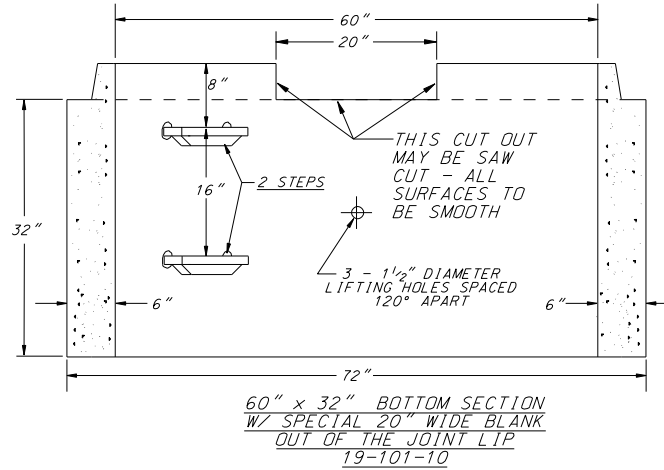 60"
20"
8"
THIS CUT OUT
MAY BE SAW
CUT - ALL
SURFACES TO
BE SMOOTH
16"
2 STEPS
32"
3 - 1 1/2" DIAMETER
LIFTING HOLES SPACED
120° APART
6"
6"
72"
60" x 32" BOTTOM SECTION
W/ SPECIAL 20" WIDE BLANK
OUT OF THE JOINT LIP
19-101-10